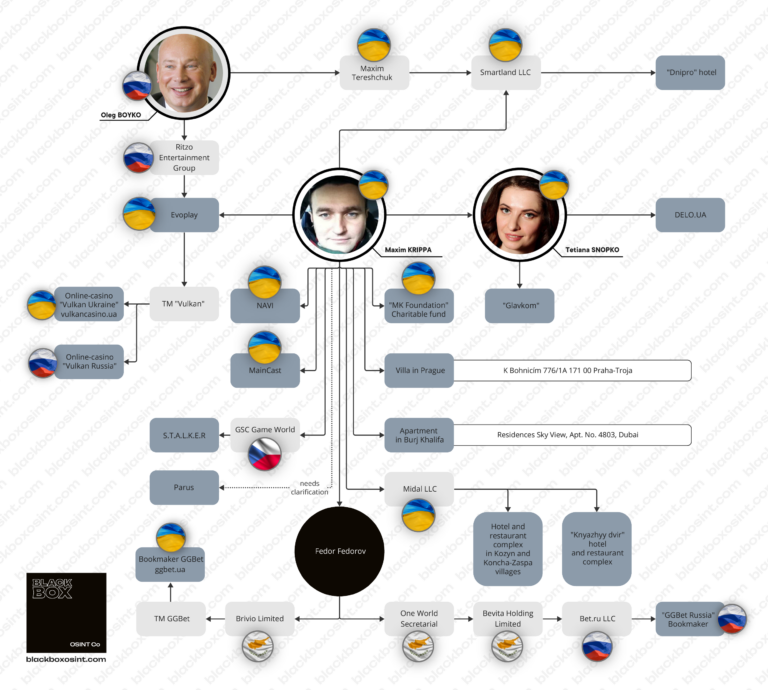 Maxim
Tereshchuk
Smartland LLC
"Dnipro" hotel
Oleg BOYKO
Ritzo
Entertainment
Group
Evoplay
DELO.UA
Maxim KRIPPA
Tetiana SNOPKO
Online-casino
"Vulkan Ukraine"
vulkancasino.ua
TM "Vulkan"
NAVI
"MK Foundation"
Charitable fund
"Glavkom"
Online-casino
"Vulkan Russia"
MainCast
Villa in Prague
K Bohnicím 776/1A 171 00 Praha-Troja
S.T.A.L.K.E.R
GSC Game World
Apartment
in Burj Khalifa
Residences Sky View, Apt. No. 4803, Dubai
Parus
needs
clarification
Midal LLC
Bookmaker GGBet
ggbet.ua
Fedor Fedorov
Hotel and
restaurant
complex
in Kozyn and
Koncha-Zaspa
villages
"Knyazhyy dvir"
hotel
and restaurant
complex
BLACK
BOX
OSINT Co
blackboxosint.com
TM GGBet
Brivio Limited
One World
Secretarial
Bevita Holding
Limited
Bet.ru LLC
"GGBet Russia"
Bookmaker